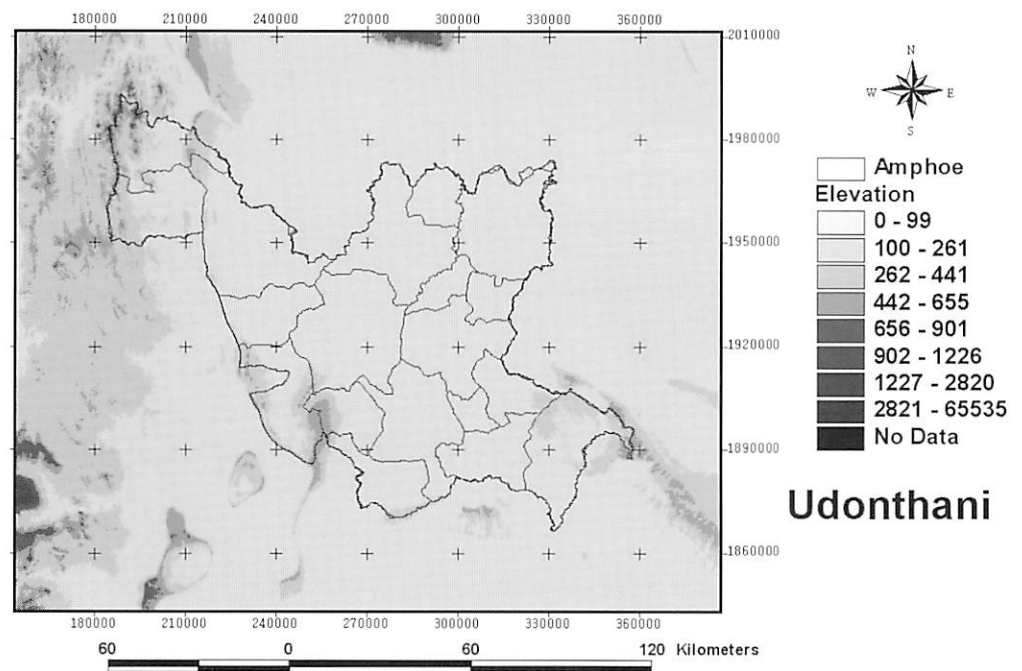 180000 210000 240000 270000 300000 330000 360000
2010000
1980000
1950000
1920000
1890000
1860000
180000 210000 240000 270000 300000 330000 360000
60 0 60 120 Kilometers
N
W E
S
Amphoe
Elevation
0 - 99
100 - 261
262 - 441
442 - 655
656 - 901
902 - 1226
1227 - 2820
2821 - 65535
No Data
Udonthani